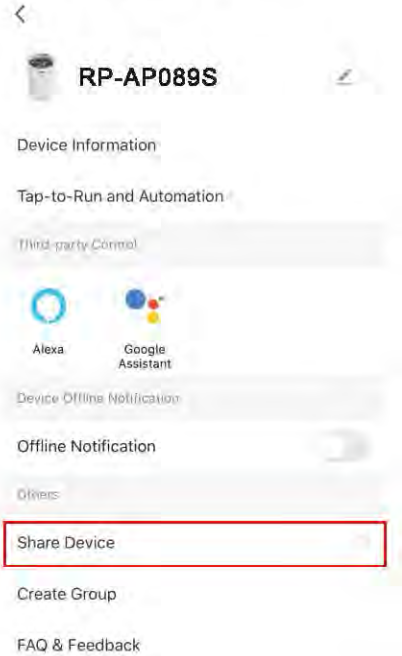 RP-AP089S
Device Information
Tap-to-Run and Automation
Third-party Control
Alexa
Google
Assistant
Device Offline Notification
Offline Notification
Others
Share Device
Create Group
FAQ & Feedback